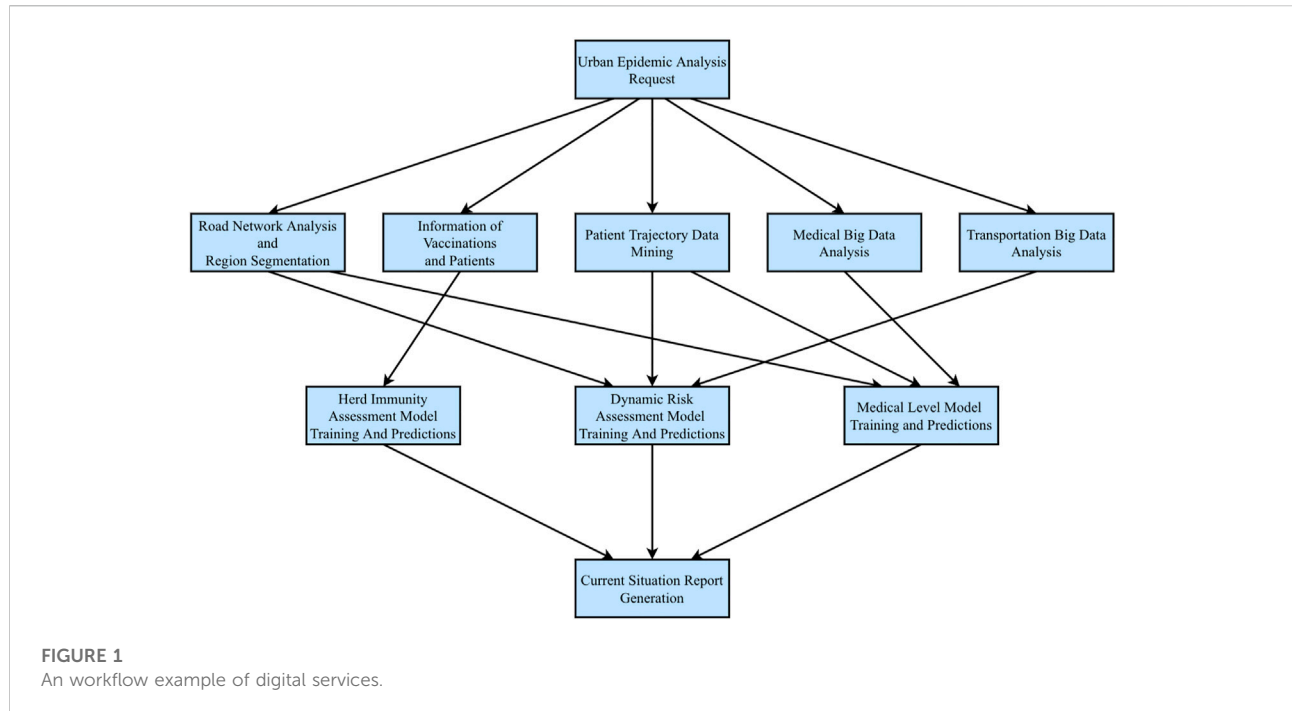 Urban Epidemic Analysis
Request
Road Network Analysis
and
Region Segmentation
Information of
Vaccinations
and Patients
Patient Trajectory Data
Mining
Medical Big Data
Analysis
Transportation Big Data
Analysis
Herd Immunity
Assessment Model
Training And Predictions
Dynamic Risk
Assessment Model
Training And Predictions
Medical Level Model
Training and Predictions
Current Situation Report
Generation
FIGURE 1
An workflow example of digital services.